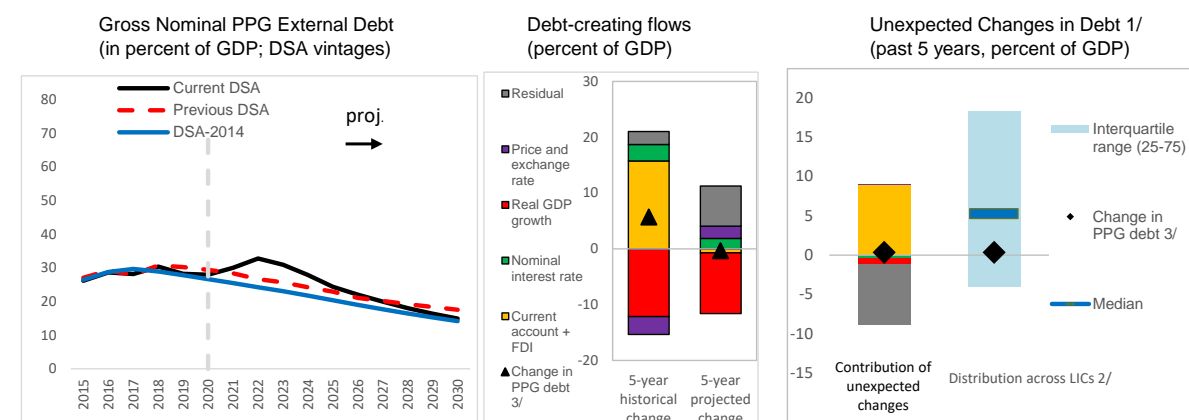 Gross Nominal PPG External Debt
(in percent of GDP; DSA vintages)
80
70
60
50
40
30
20
10
0
Current DSA
Previous DSA
DSA-2014
proj.
2015
2016
2017
2018
2019
2020
2021
2022
2023
2024
2025
2026
2027
2028
2029
2030
Debt-creating flows
(percent of GDP)
Residual
Price and
exchange
rate
Real GDP
growth
Nominal
interest rate
Current
account +
FDI
Change in
PPG debt
3/
30
20
10
0
-10
-20
5-year
historical
change
5-year
projected
change
Unexpected Changes in Debt 1/
(past 5 years, percent of GDP)
20
15
10
5
0
-5
-10
-15
Contribution of
unexpected
changes
Distribution across LICs 2/
Interquartile
range (25-75)
Change in
PPG debt 3/
Median